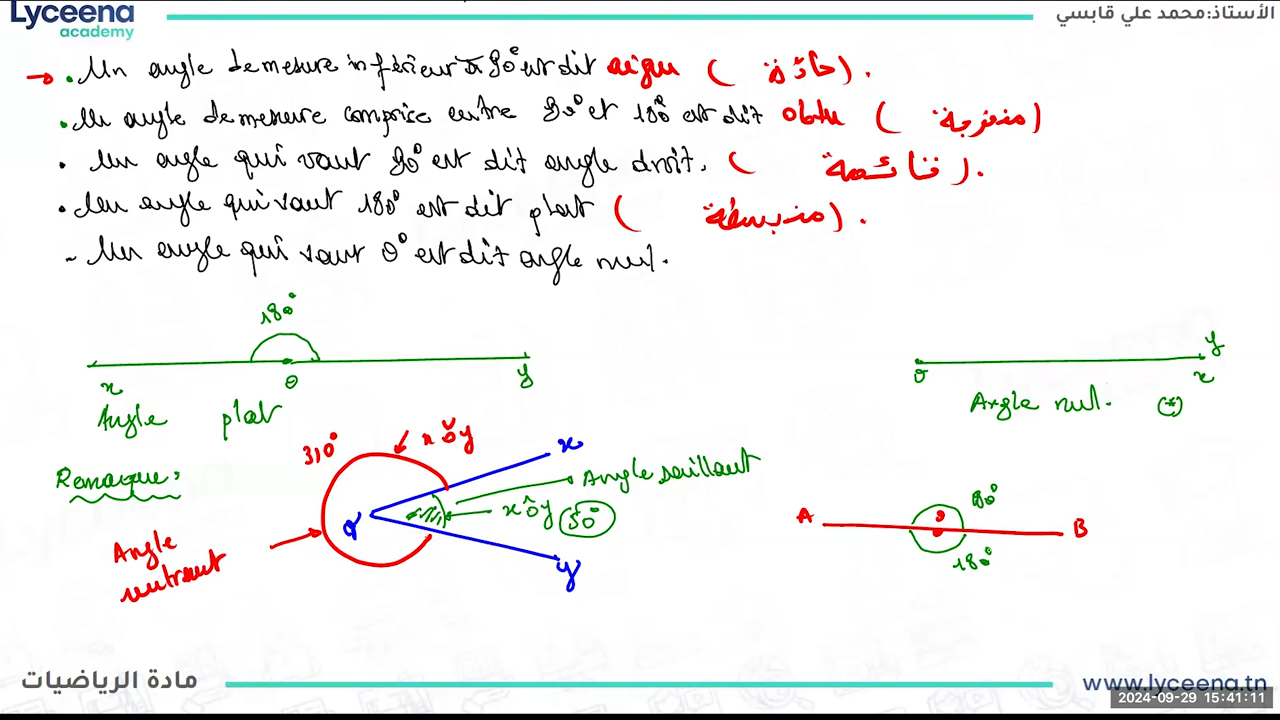 Lyceena
academy
الأستاذ:محمد علي قابسي
→ • Un angle de mesure inférieur à 90° est dit aigu ( حادّة ).
• Un angle de mesure comprise entre 90° et 180° est dit obtu ( منفرجة )
• Un angle qui vaut 90° est dit angle droit. ( قائمة ).
• Un angle qui vaut 180° est dit plat ( منبسطة ).
- Un angle qui vaut 0° est dit angle nul.
180°
x O y
Angle plat
O y x
Angle nul. (*)
Remarque:
310° xǑy x
Angle saillant
O xÔy 50°
y
Angle rentrant
A O B
180°
180°
مادة الرياضيات
www.lyceena.tn
2024-09-29 15:41:11